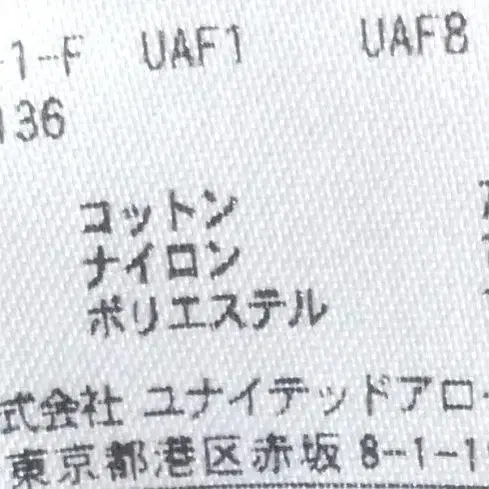 -1-F UAF1 UAF8
136
コットン
ナイロン
ポリエステル
式会社 ユナイテッドアロ
東京都港区赤坂 8-1-1